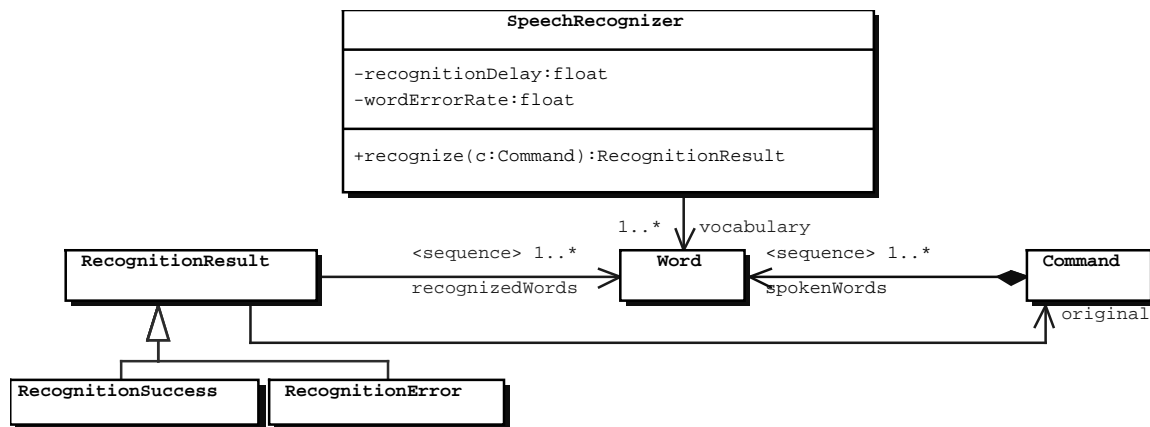 SpeechRecognizer
-recognitionDelay:float
-wordErrorRate:float
+recognize(c:Command):RecognitionResult
1..* vocabulary
RecognitionResult
<sequence> 1..*
recognizedWords
Word
<sequence> 1..*
spokenWords
Command
original
RecognitionSuccess
RecognitionError